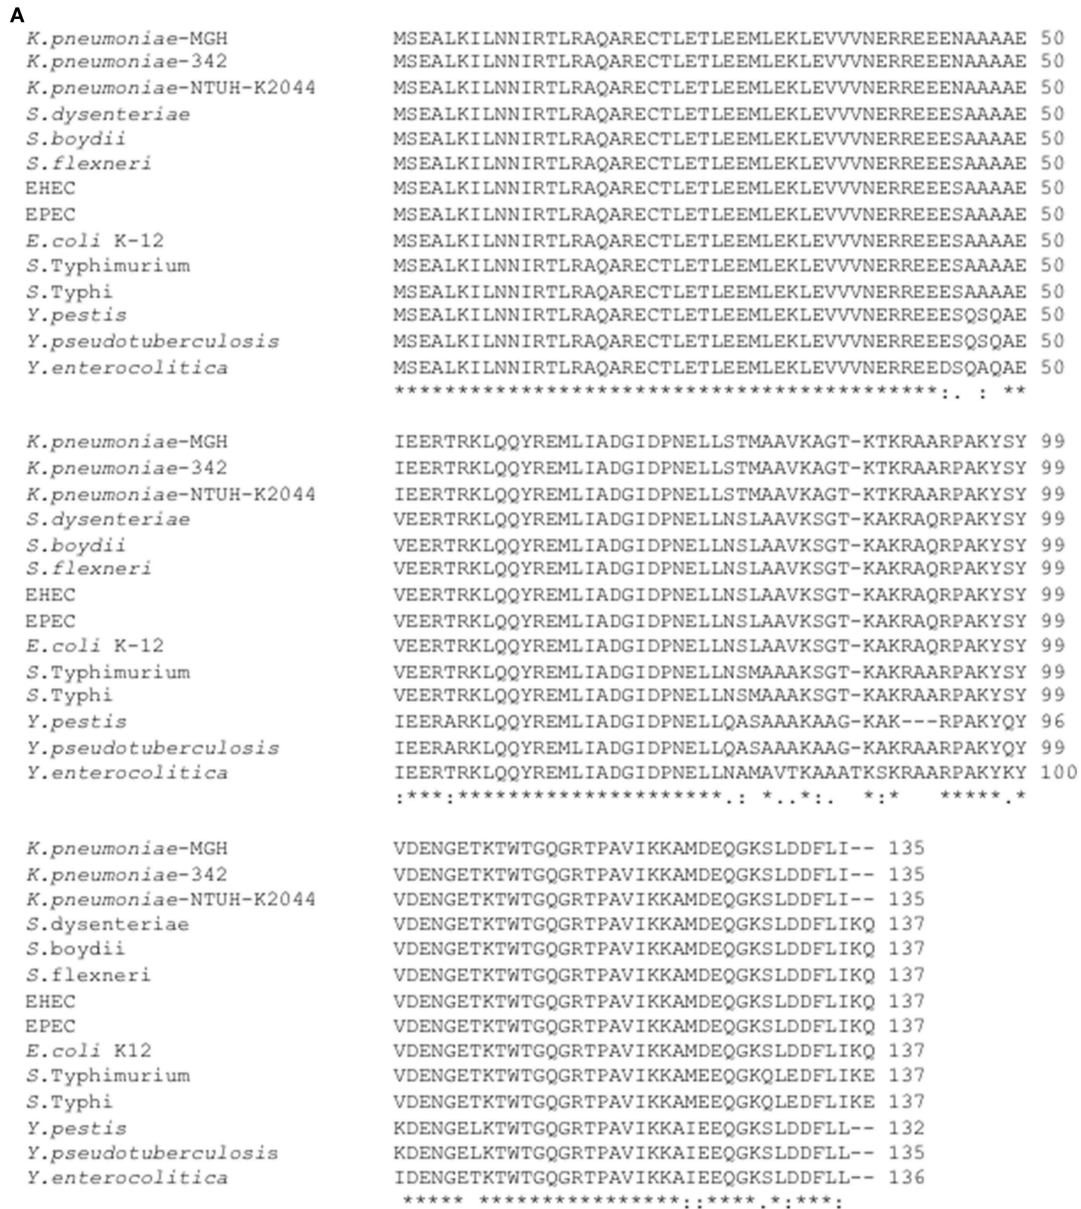 A
K.pneumoniae-MGH MSEALKILNNIRTLRAQARECTLETLEEMLEKLEVVVNERREEENAAAAE 50
K.pneumoniae-342 MSEALKILNNIRTLRAQARECTLETLEEMLEKLEVVVNERREEENAAAAE 50
K.pneumoniae-NTUH-K2044 MSEALKILNNIRTLRAQARECTLETLEEMLEKLEVVVNERREEENAAAAE 50
S.dysenteriae MSEALKILNNIRTLRAQARECTLETLEEMLEKLEVVVNERREEESAAAAE 50
S.boydii MSEALKILNNIRTLRAQARECTLETLEEMLEKLEVVVNERREEESAAAAE 50
S.flexneri MSEALKILNNIRTLRAQARECTLETLEEMLEKLEVVVNERREEESAAAAE 50
EHEC MSEALKILNNIRTLRAQARECTLETLEEMLEKLEVVVNERREEESAAAAE 50
EPEC MSEALKILNNIRTLRAQARECTLETLEEMLEKLEVVVNERREEESAAAAE 50
E.coli K-12 MSEALKILNNIRTLRAQARECTLETLEEMLEKLEVVVNERREEESAAAAE 50
S.Typhimurium MSEALKILNNIRTLRAQARECTLETLEEMLEKLEVVVNERREEESAAAAE 50
S.Typhi MSEALKILNNIRTLRAQARECTLETLEEMLEKLEVVVNERREEESAAAAE 50
Y.pestis MSEALKILNNIRTLRAQARECTLETLEEMLEKLEVVVNERREEESQSQAE 50
Y.pseudotuberculosis MSEALKILNNIRTLRAQARECTLETLEEMLEKLEVVVNERREEESQSQAE 50
Y.enterocolitica MSEALKILNNIRTLRAQARECTLETLEEMLEKLEVVVNERREEDSQAQAE 50
*******************************************:. : **
K.pneumoniae-MGH IEERTRKLQQYREMLIADGIDPNELLSTMAAVKAGT-KTKRAARPAKYSY 99
K.pneumoniae-342 IEERTRKLQQYREMLIADGIDPNELLSTMAAVKAGT-KTKRAARPAKYSY 99
K.pneumoniae-NTUH-K2044 IEERTRKLQQYREMLIADGIDPNELLSTMAAVKAGT-KTKRAARPAKYSY 99
S.dysenteriae VEERTRKLQQYREMLIADGIDPNELLNSLAAVKSGT-KAKRAQRPAKYSY 99
S.boydii VEERTRKLQQYREMLIADGIDPNELLNSLAAVKSGT-KAKRAQRPAKYSY 99
S.flexneri VEERTRKLQQYREMLIADGIDPNELLNSLAAVKSGT-KAKRAQRPAKYSY 99
EHEC VEERTRKLQQYREMLIADGIDPNELLNSLAAVKSGT-KAKRAQRPAKYSY 99
EPEC VEERTRKLQQYREMLIADGIDPNELLNSLAAVKSGT-KAKRAQRPAKYSY 99
E.coli K-12 VEERTRKLQQYREMLIADGIDPNELLNSLAAVKSGT-KAKRAQRPAKYSY 99
S.Typhimurium VEERTRKLQQYREMLIADGIDPNELLNSMAAAKSGT-KAKRAARPAKYSY 99
S.Typhi VEERTRKLQQYREMLIADGIDPNELLNSMAAAKSGT-KAKRAARPAKYSY 99
Y.pestis IEERARKLQQYREMLIADGIDPNELLQASAAAKAAG-KAK---RPAKYQY 96
Y.pseudotuberculosis IEERARKLQQYREMLIADGIDPNELLQASAAAKAAG-KAKRAARPAKYQY 99
Y.enterocolitica IEERTRKLQQYREMLIADGIDPNELLNAMAVTKAAATKSKRAARPAKYKY 100
:***:*********************.: *..*:.  *:*   *****.*
K.pneumoniae-MGH VDENGETKTWTGQGRTPAVIKKAMDEQGKSLDDFLI-- 135
K.pneumoniae-342 VDENGETKTWTGQGRTPAVIKKAMDEQGKSLDDFLI-- 135
K.pneumoniae-NTUH-K2044 VDENGETKTWTGQGRTPAVIKKAMDEQGKSLDDFLI-- 135
S.dysenteriae VDENGETKTWTGQGRTPAVIKKAMDEQGKSLDDFLIKQ 137
S.boydii VDENGETKTWTGQGRTPAVIKKAMDEQGKSLDDFLIKQ 137
S.flexneri VDENGETKTWTGQGRTPAVIKKAMDEQGKSLDDFLIKQ 137
EHEC VDENGETKTWTGQGRTPAVIKKAMDEQGKSLDDFLIKQ 137
EPEC VDENGETKTWTGQGRTPAVIKKAMDEQGKSLDDFLIKQ 137
E.coli K12 VDENGETKTWTGQGRTPAVIKKAMDEQGKSLDDFLIKQ 137
S.Typhimurium VDENGETKTWTGQGRTPAVIKKAMEEQGKQLEDFLIKE 137
S.Typhi VDENGETKTWTGQGRTPAVIKKAMEEQGKQLEDFLIKE 137
Y.pestis KDENGELKTWTGQGRTPAVIKKAIEEQGKSLDDFLL-- 132
Y.pseudotuberculosis KDENGELKTWTGQGRTPAVIKKAIEEQGKSLDDFLL-- 135
Y.enterocolitica IDENGELKTWTGQGRTPAVIKKAIEEQGKSLDDFLL-- 136
***** ****************::****.*:***: